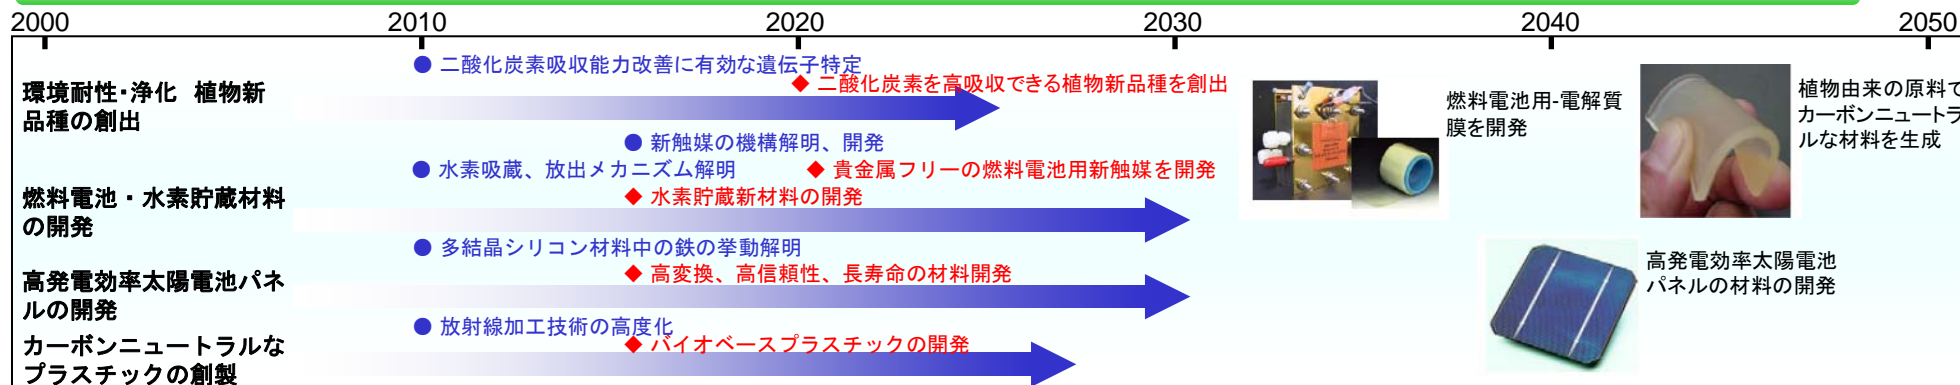 2000 2010 2020 2030 2040 2050
● 二酸化炭素吸収能力改善に有効な遺伝子特定
◆ 二酸化炭素を高吸収できる植物新品種を創出
環境耐性・浄化 植物新
品種の創出
● 新触媒の機構解明、開発
● 水素吸蔵、放出メカニズム解明
◆ 貴金属フリーの燃料電池用新触媒を開発
◆ 水素貯蔵新材料の開発
燃料電池・水素貯蔵材料
の開発
● 多結晶シリコン材料中の鉄の挙動解明
◆ 高変換、高信頼性、長寿命の材料開発
高発電効率太陽電池パネ
ルの開発
● 放射線加工技術の高度化
◆ バイオベースプラスチックの開発
カーボンニュートラルな
プラスチックの創製
燃料電池用-電解質
膜を開発
植物由来の原料で
カーボンニュートラ
ルな材料を生成
高発電効率太陽電池
パネルの材料の開発